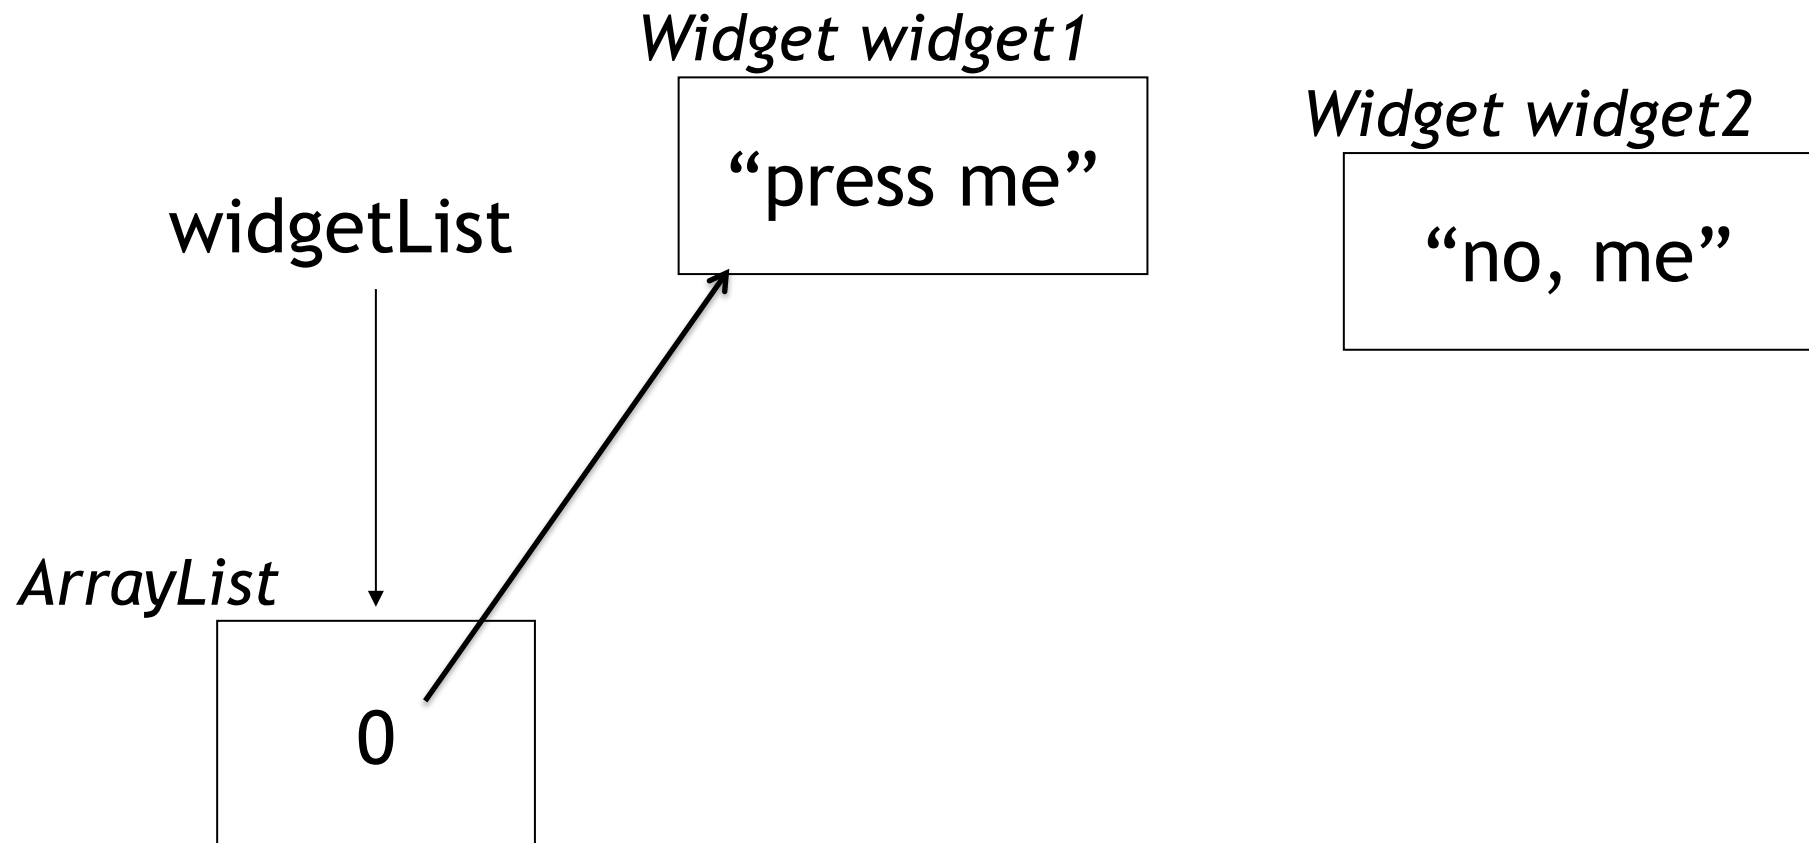 Widget widget1
“press me”
Widget widget2
“no, me”
widgetList
ArrayList
0